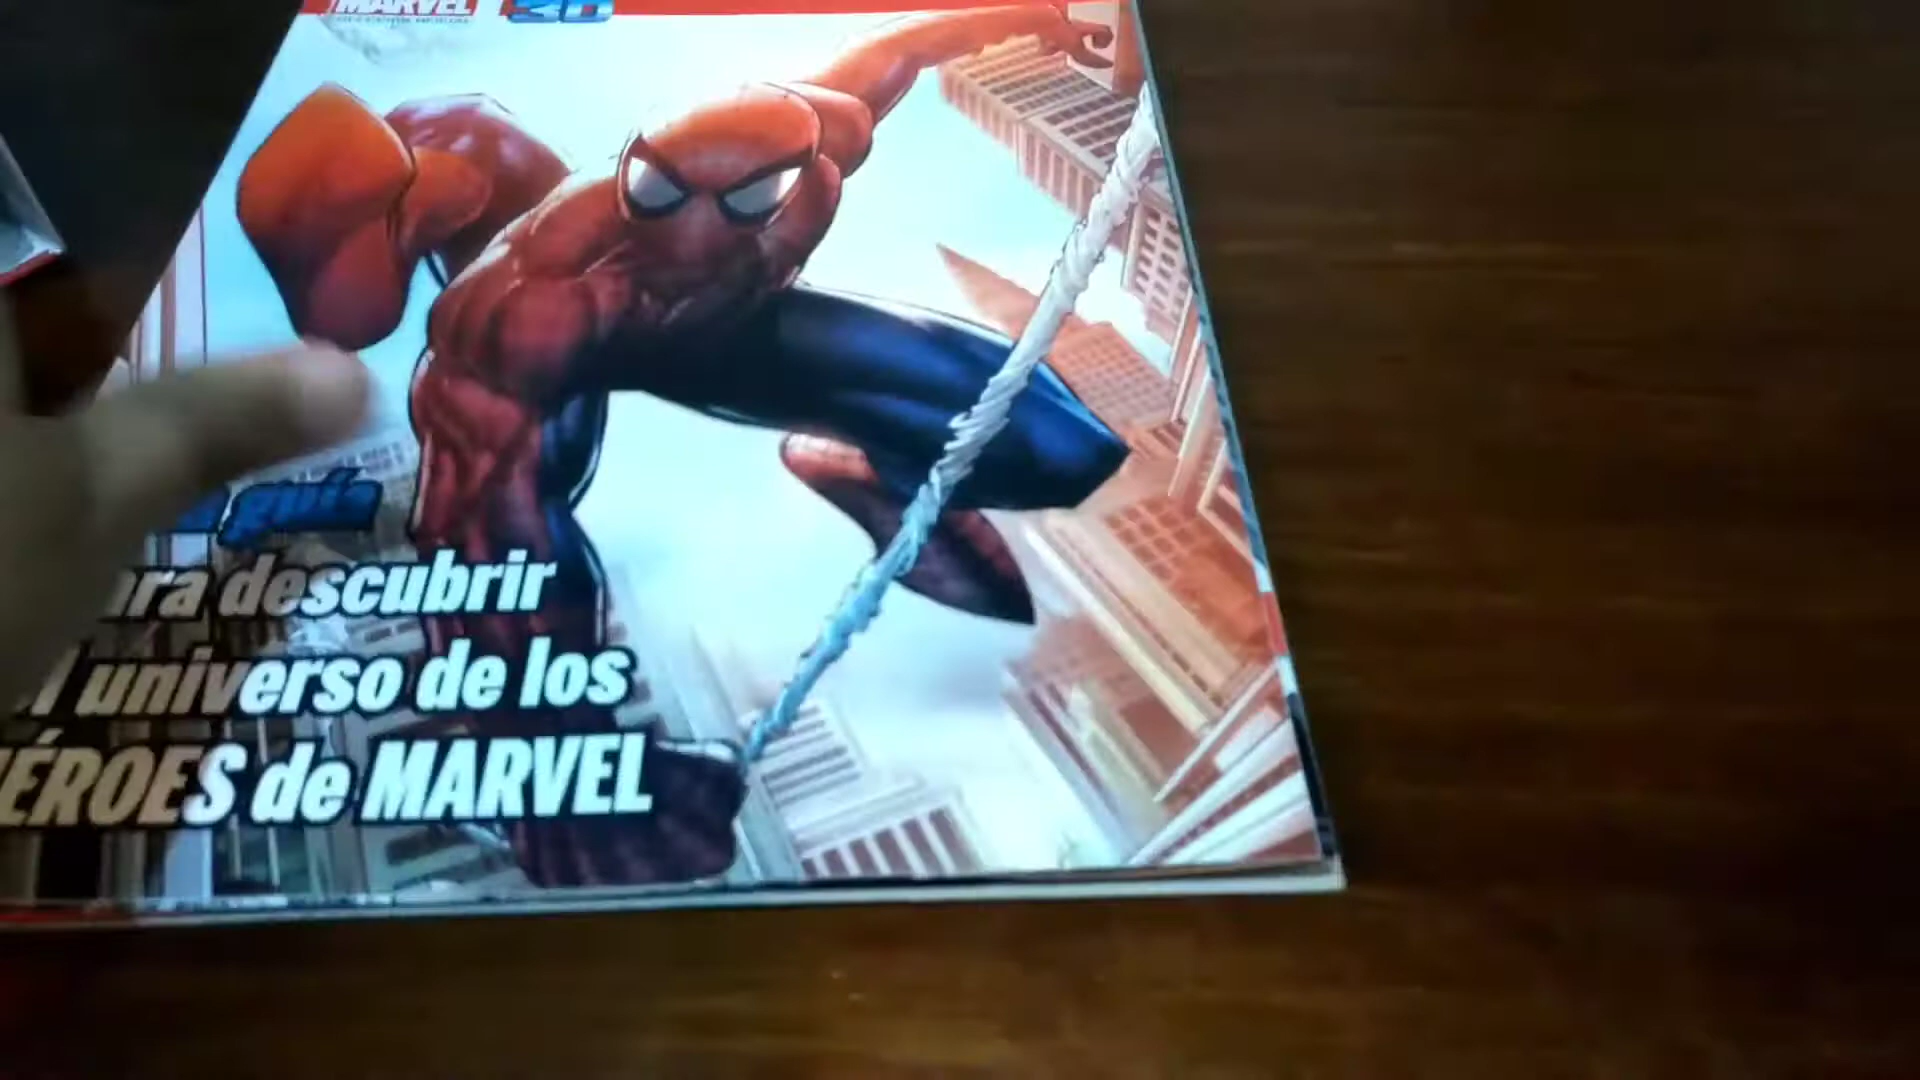 MARVEL 3D
guía
ara descubrir
l universo de los
ÉROES de MARVEL